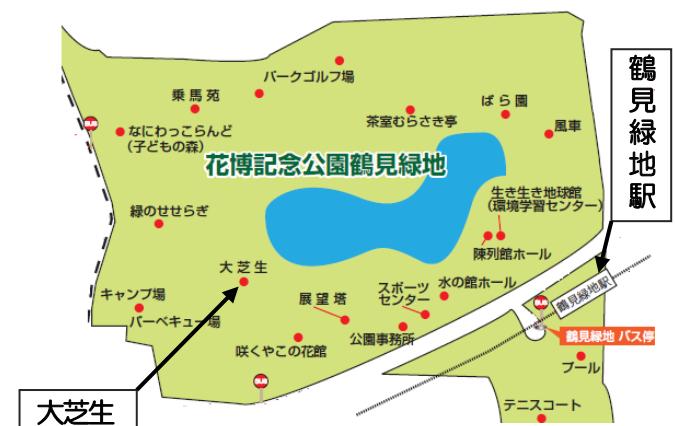 パークゴルフ場
乗馬苑
茶室むらさき亭
ばら園
風車
なにわっこらんど
（子どもの森）
花博記念公園鶴見緑地
鶴見緑地駅
生き生き地球館
（環境学習センター）
緑のせせらぎ
陳列館ホール
大芝生
水の館ホール
スポーツ
センター
展望塔
キャンプ場
バーベキュー場
公園事務所
咲くやこの花館
鶴見緑地駅
鶴見緑地 バス停
プール
テニスコート
大芝生